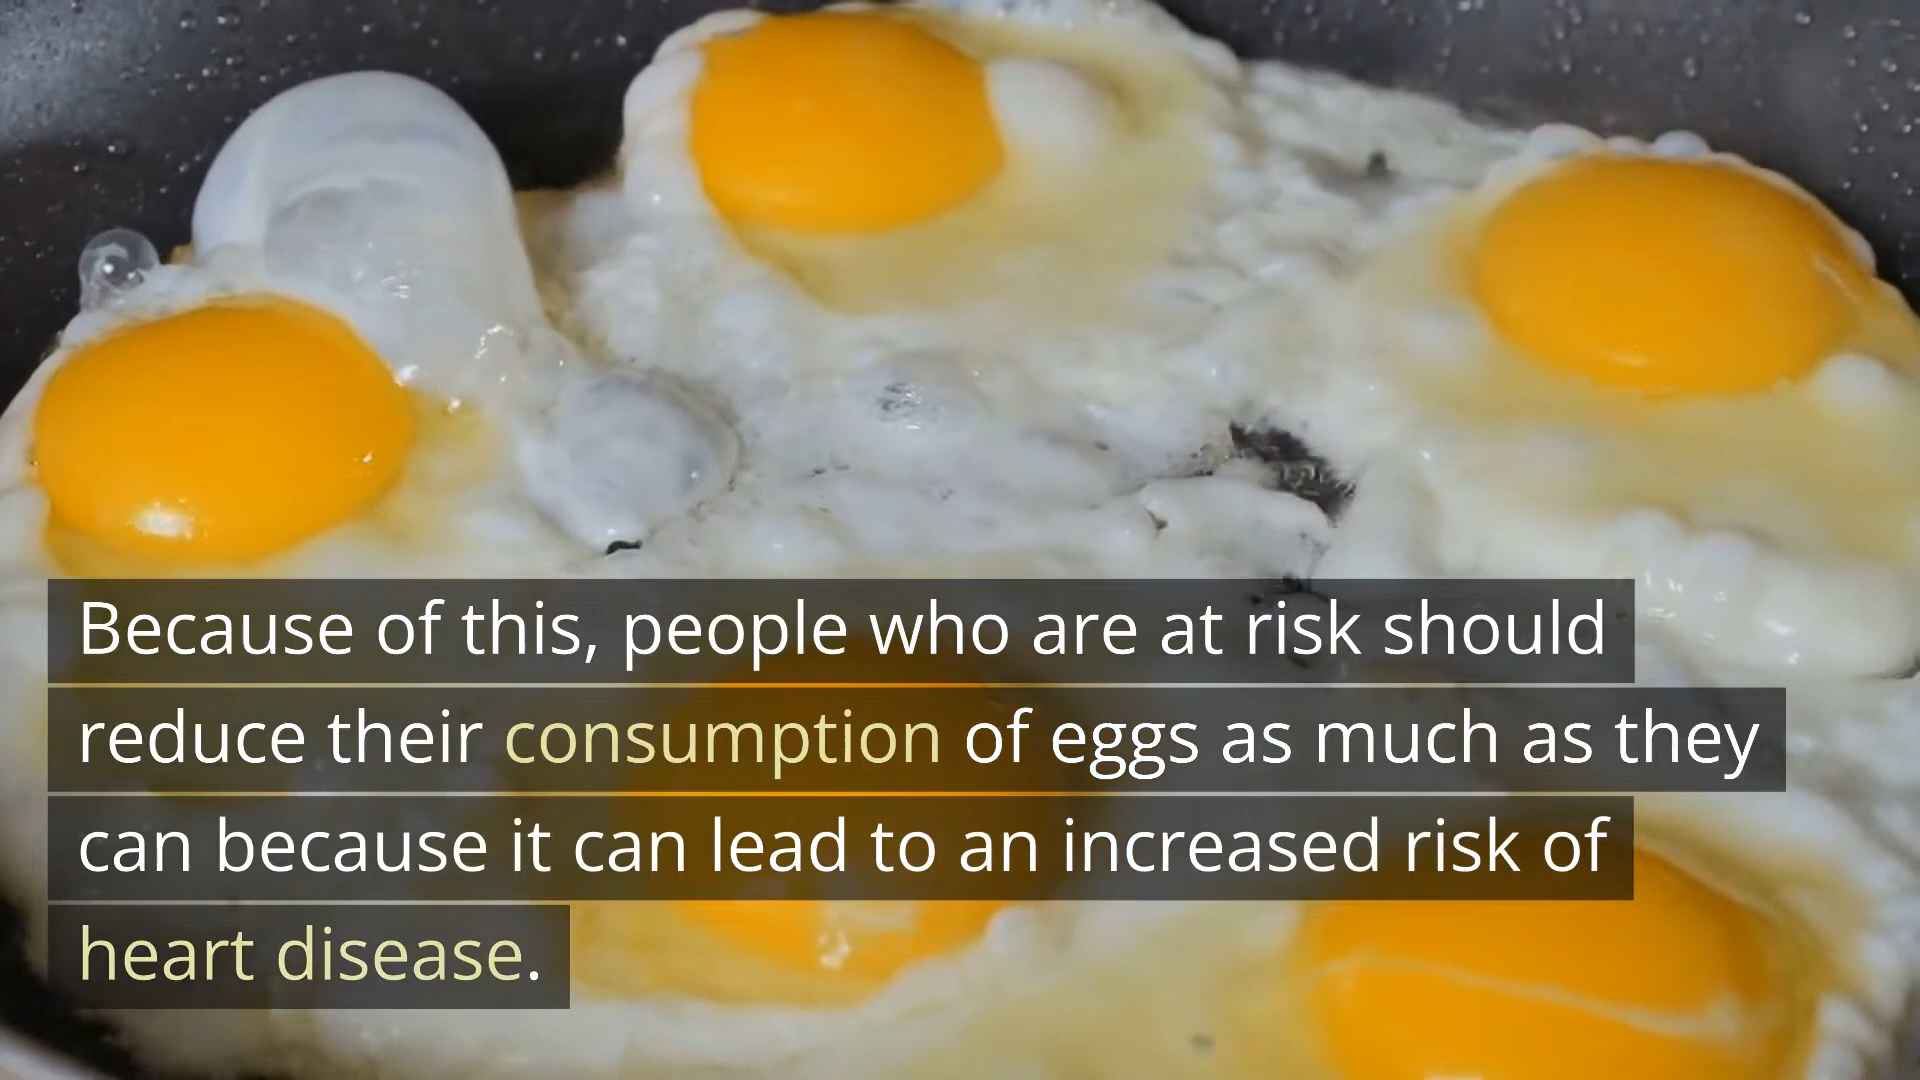 Because of this, people who are at risk should
reduce their consumption of eggs as much as they
can because it can lead to an increased risk of
heart disease.